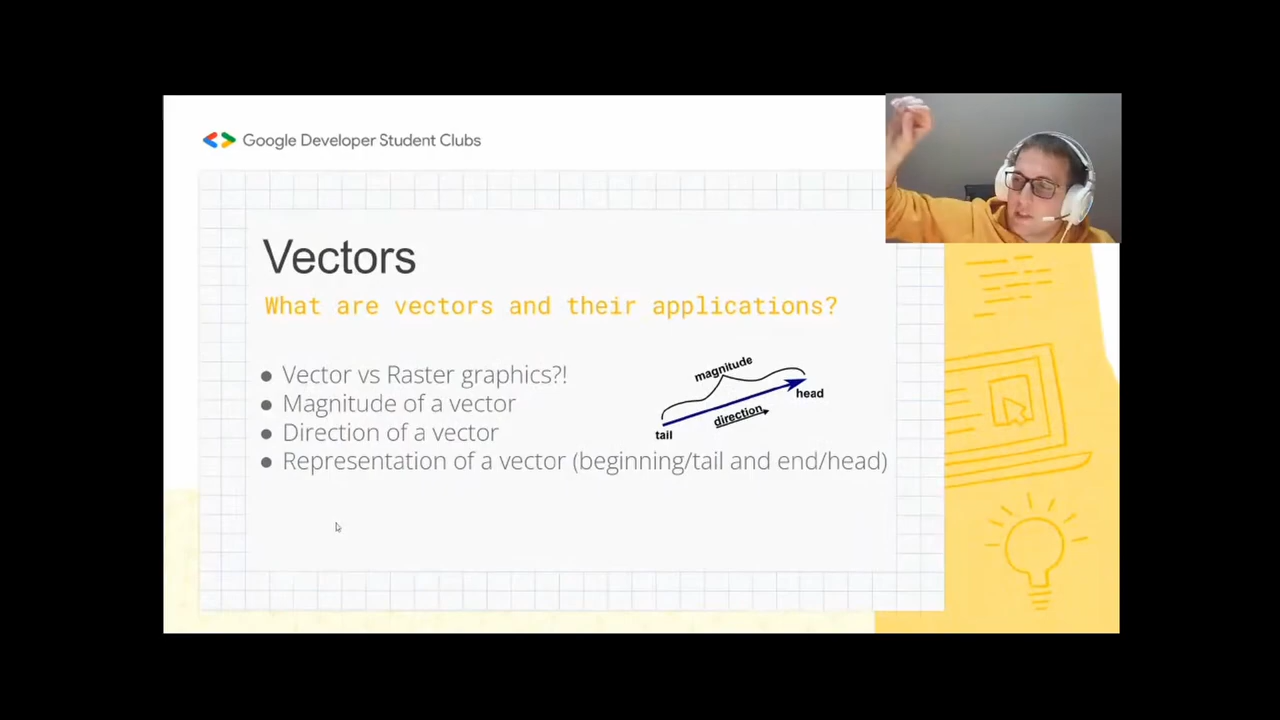 Google Developer Student Clubs
Vectors
What are vectors and their applications?
● Vector vs Raster graphics?!
● Magnitude of a vector
● Direction of a vector
● Representation of a vector (beginning/tail and end/head)
magnitude
head
direction
tail